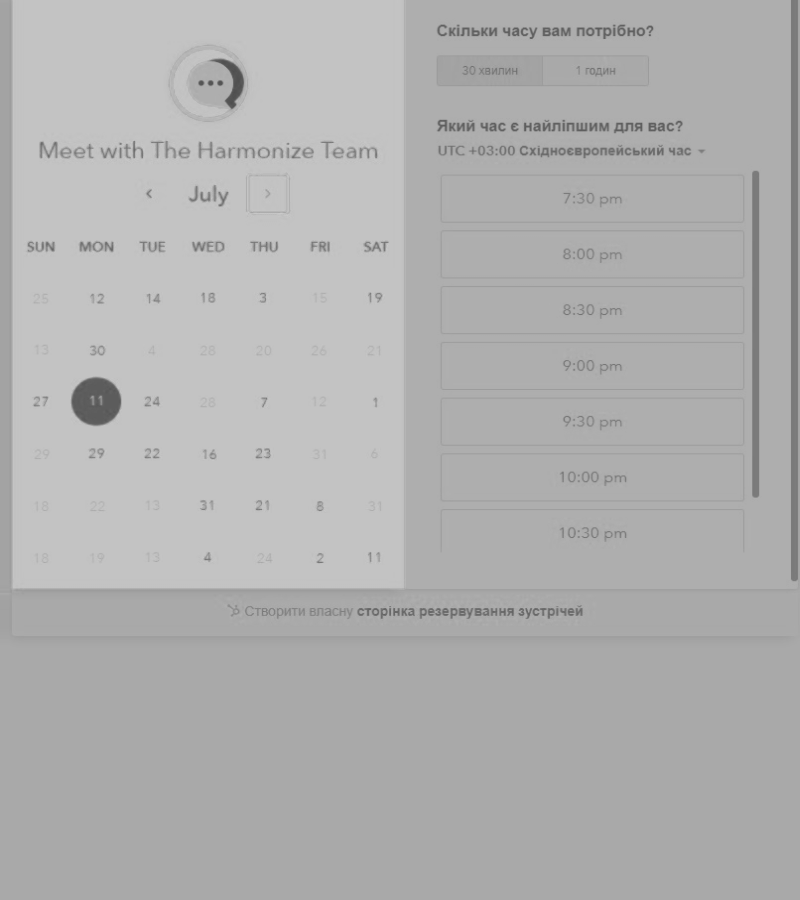 Meet with The Harmonize Team
July
SUN MON TUE WED THU FRI SAT
25 12 14 18 3 15 19
13 30 4 28 20 26 21
27 11 24 28 7 12 1
29 29 22 16 23 31 6
18 22 13 31 21 8 31
18 19 13 4 24 2 11
Скільки часу вам потрібно?
30 хвилин 1 годин
Який час є найліпшим для вас?
UTC +03:00 Східноєвропейський час
7:30 pm
8:00 pm
8:30 pm
9:00 pm
9:30 pm
10:00 pm
10:30 pm
Створити власну сторінка резервування зустрічей